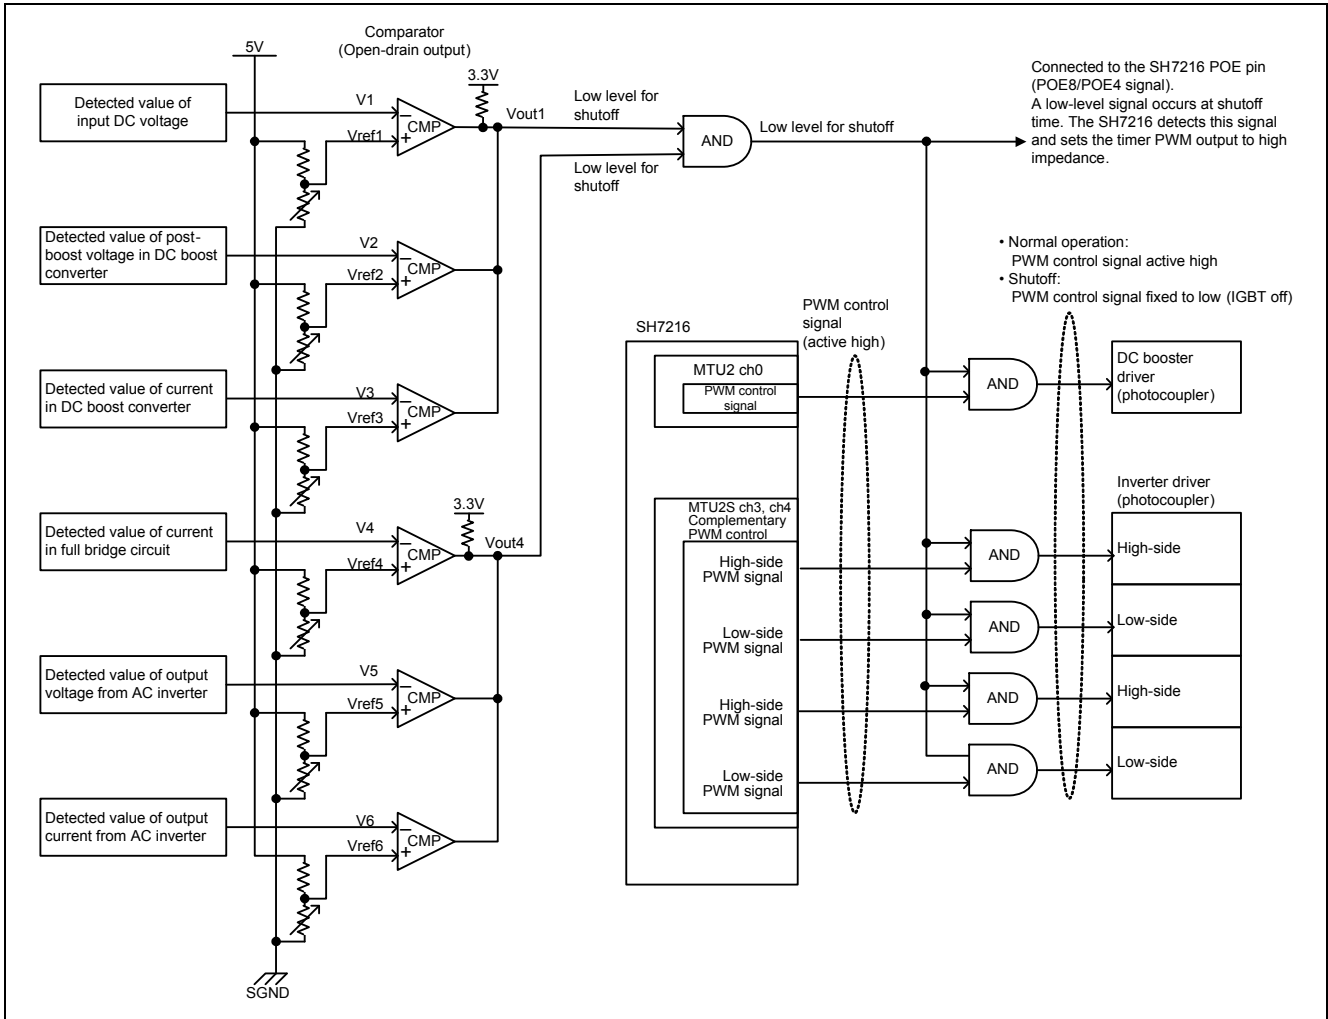 Comparator
(Open-drain output)
5V
3.3V
Detected value of
input DC voltage
V1
Vref1
CMP
Vout1
Low level for
shutoff
Low level for
shutoff
AND
Low level for shutoff
Connected to the SH7216 POE pin
(POE8/POE4 signal).
A low-level signal occurs at shutoff
time. The SH7216 detects this signal
and sets the timer PWM output to high
impedance.
Detected value of post-
boost voltage in DC boost
converter
V2
Vref2
CMP
• Normal operation:
PWM control signal active high
• Shutoff:
PWM control signal fixed to low (IGBT off)
Detected value of current
in DC boost converter
V3
Vref3
CMP
SH7216
PWM control
signal
(active high)
MTU2 ch0
PWM control
signal
AND
DC booster
driver
(photocoupler)
Detected value of current
in full bridge circuit
V4
Vref4
CMP
3.3V
Vout4
MTU2S ch3, ch4
Complementary
PWM control
High-side
PWM signal
Low-side
PWM signal
High-side
PWM signal
Low-side
PWM signal
AND
AND
AND
AND
Inverter driver
(photocoupler)
High-side
Low-side
High-side
Low-side
Detected value of output
voltage from AC inverter
V5
Vref5
CMP
Detected value of output
current from AC inverter
V6
Vref6
CMP
SGND
+
−
+
−
+
−
+
−
+
−
+
−